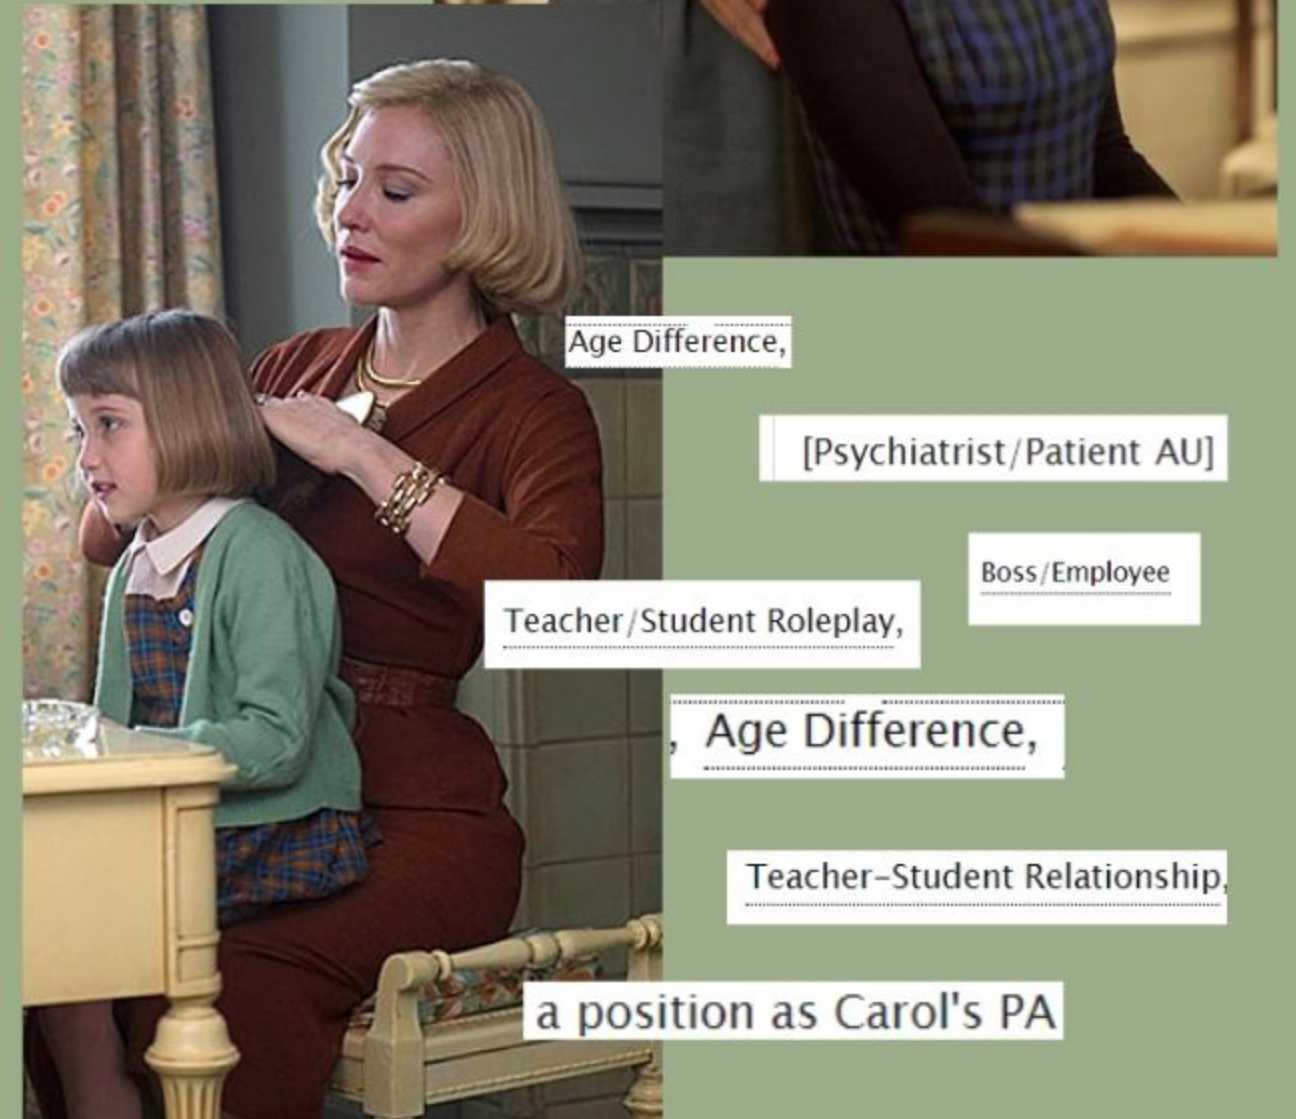 Age Difference,
[Psychiatrist/Patient AU]
Boss/Employee
Teacher/Student Roleplay,
, Age Difference,
Teacher-Student Relationship,
a position as Carol's PA